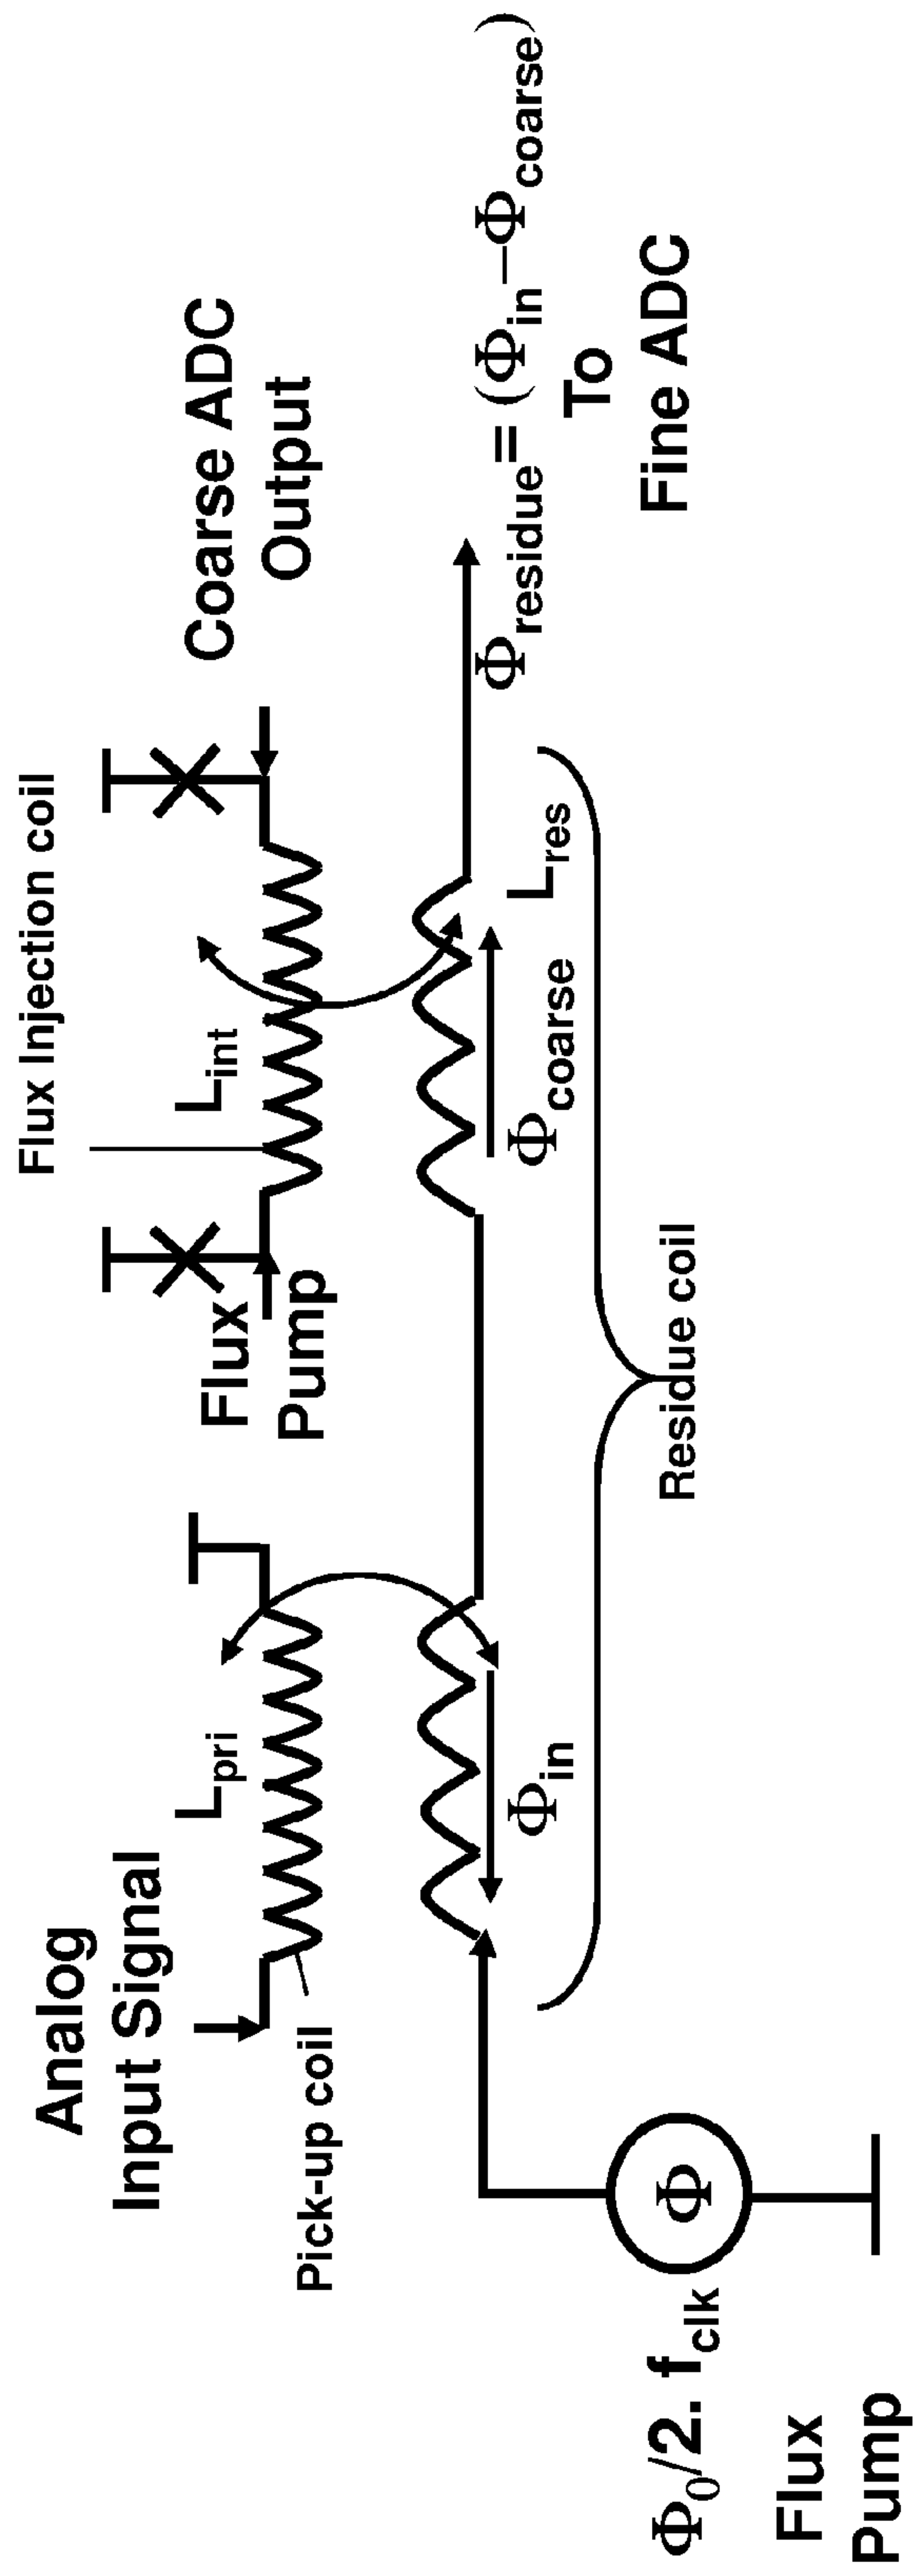 Analog
Input Signal
L_pri
Pick-up coil
Flux Injection coil
L_int
Flux
Pump
Coarse ADC
Output
Φ_in
Φ_coarse
L_res
Φ_residue = (Φ_in−Φ_coarse)
To
Fine ADC
Residue coil
Φ
Φ₀/2. f_clk
Flux
Pump